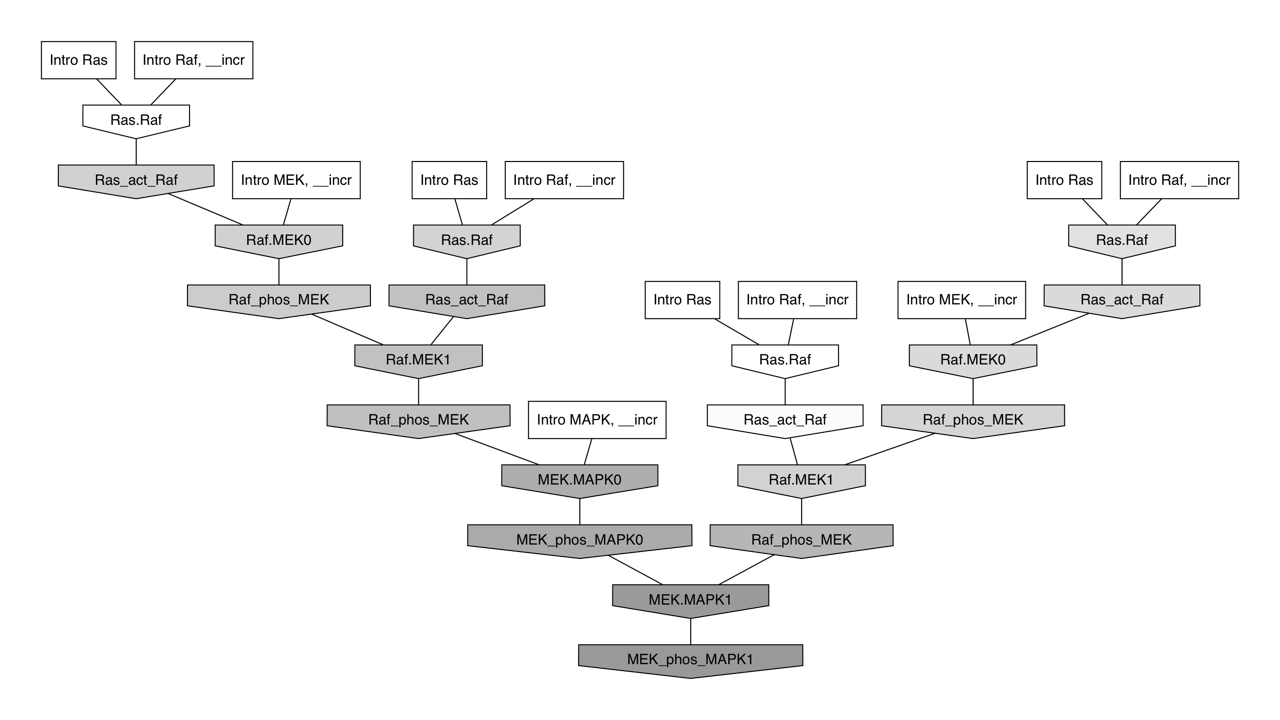 Intro Ras
Intro Raf, __incr
Ras.Raf
Ras_act_Raf
Intro MEK, __incr
Intro Ras
Intro Raf, __incr
Intro Ras
Intro Raf, __incr
Raf.MEK0
Ras.Raf
Ras.Raf
Raf_phos_MEK
Ras_act_Raf
Intro Ras
Intro Raf, __incr
Intro MEK, __incr
Ras_act_Raf
Raf.MEK1
Ras.Raf
Raf.MEK0
Raf_phos_MEK
Intro MAPK, __incr
Ras_act_Raf
Raf_phos_MEK
MEK.MAPK0
Raf.MEK1
MEK_phos_MAPK0
Raf_phos_MEK
MEK.MAPK1
MEK_phos_MAPK1